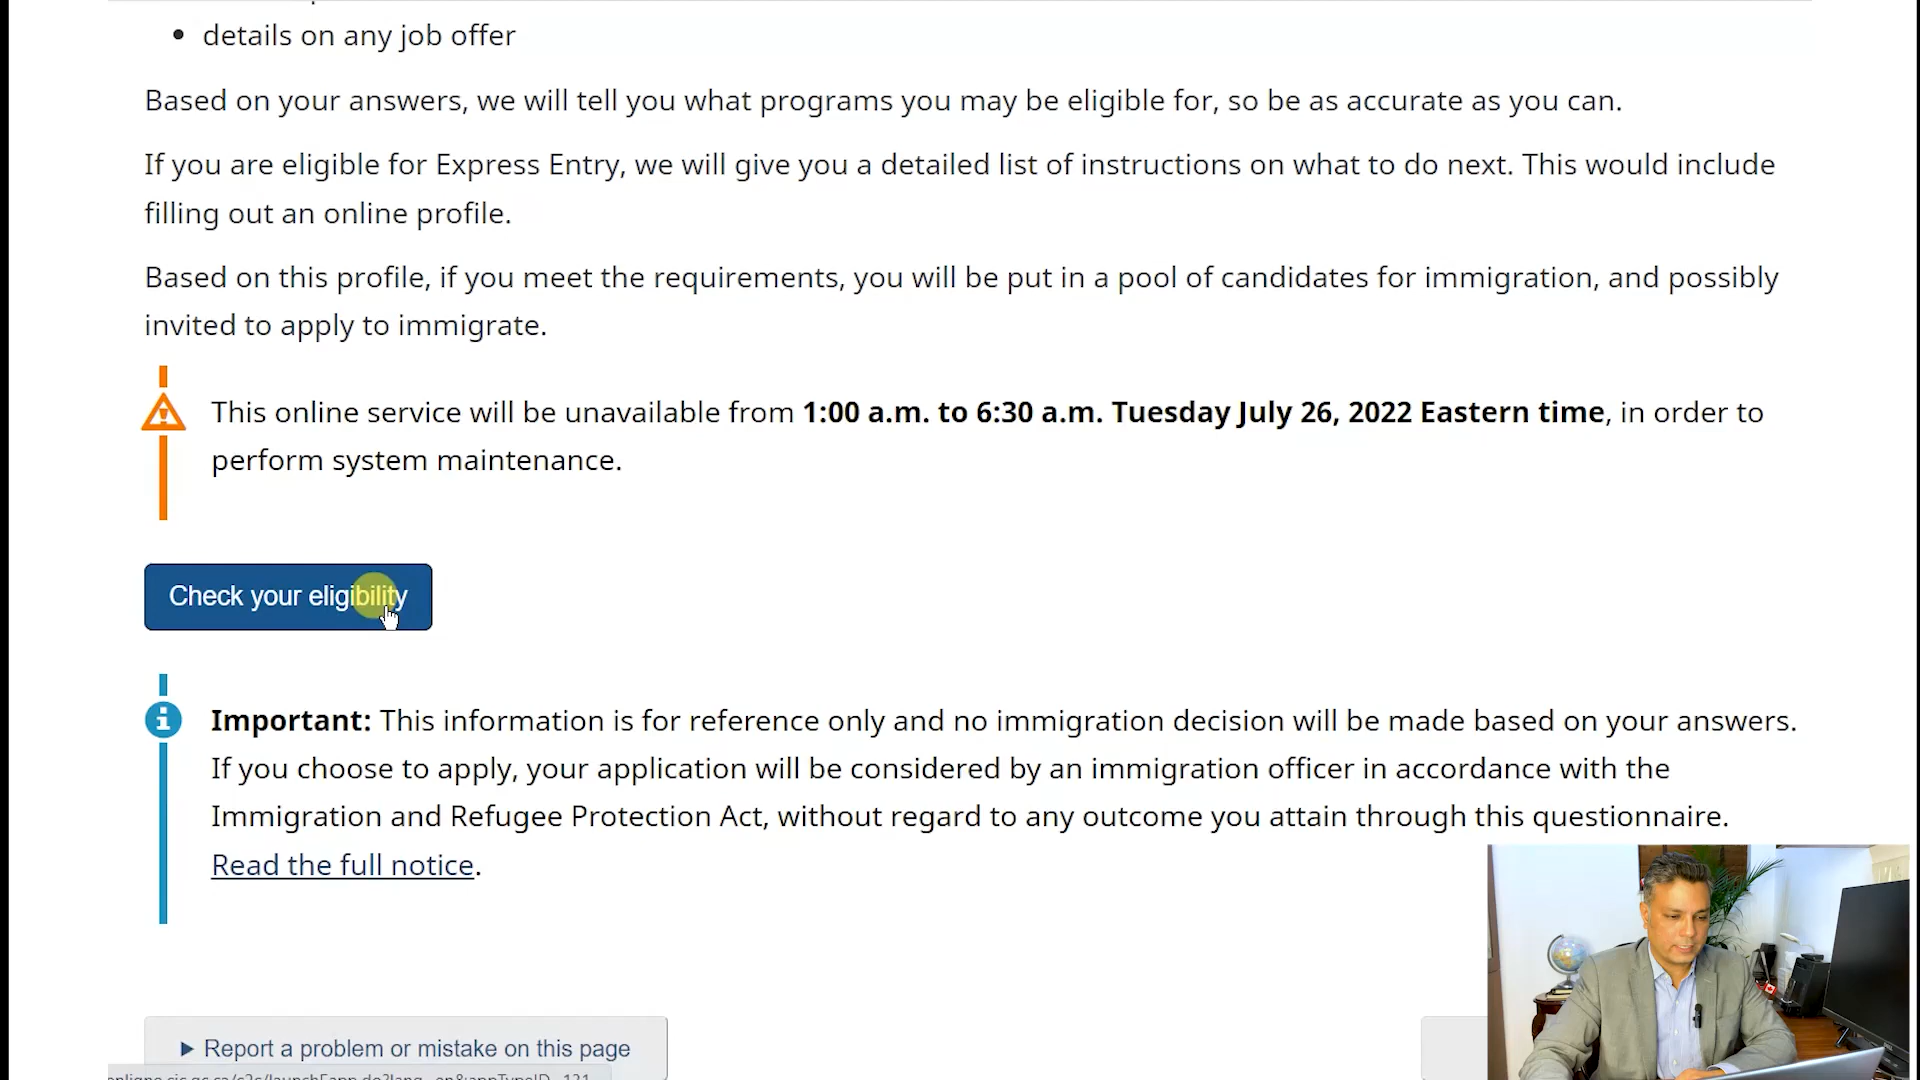 details on any job offer
Based on your answers, we will tell you what programs you may be eligible for, so be as accurate as you can.
If you are eligible for Express Entry, we will give you a detailed list of instructions on what to do next. This would include
filling out an online profile.
Based on this profile, if you meet the requirements, you will be put in a pool of candidates for immigration, and possibly
invited to apply to immigrate.
This online service will be unavailable from 1:00 a.m. to 6:30 a.m. Tuesday July 26, 2022 Eastern time, in order to
perform system maintenance.
Check your eligibility
Important: This information is for reference only and no immigration decision will be made based on your answers.
If you choose to apply, your application will be considered by an immigration officer in accordance with the
Immigration and Refugee Protection Act, without regard to any outcome you attain through this questionnaire.
Read the full notice.
Report a problem or mistake on this page